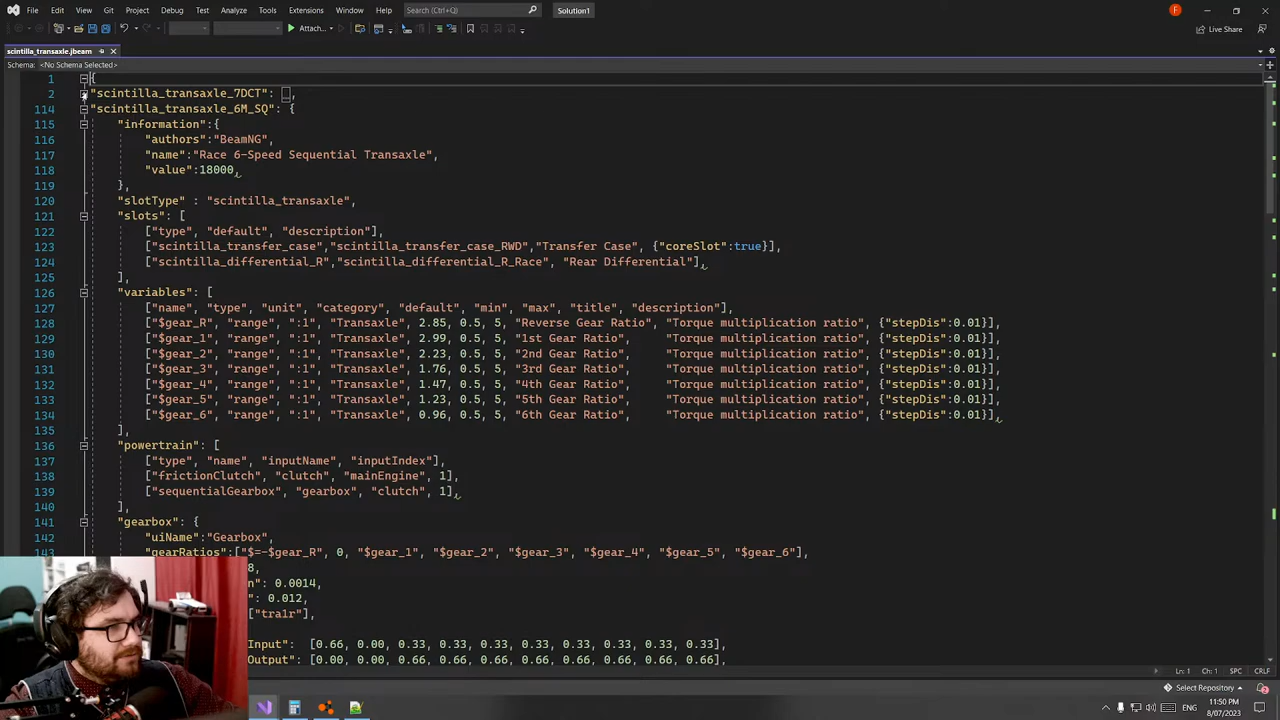 File Edit View Git Project Debug Test Analyze Tools Extensions Window Help Search (Ctrl+Q) Solution1 F
Attach... Live Share
scintilla_transaxle.jbeam
Schema: <No Schema Selected>
1 {
2 "scintilla_transaxle_7DCT": ...,
114 "scintilla_transaxle_6M_SQ": {
115 "information":{
116 "authors":"BeamNG",
117 "name":"Race 6-Speed Sequential Transaxle",
118 "value":18000,
119 },
120 "slotType" : "scintilla_transaxle",
121 "slots": [
122 ["type", "default", "description"],
123 ["scintilla_transfer_case","scintilla_transfer_case_RWD","Transfer Case", {"coreSlot":true}],
124 ["scintilla_differential_R","scintilla_differential_R_Race", "Rear Differential"],
125 ],
126 "variables": [
127 ["name", "type", "unit", "category", "default", "min", "max", "title", "description"],
128 ["$gear_R", "range", ":1", "Transaxle", 2.85, 0.5, 5, "Reverse Gear Ratio", "Torque multiplication ratio", {"stepDis":0.01}],
129 ["$gear_1", "range", ":1", "Transaxle", 2.99, 0.5, 5, "1st Gear Ratio", "Torque multiplication ratio", {"stepDis":0.01}],
130 ["$gear_2", "range", ":1", "Transaxle", 2.23, 0.5, 5, "2nd Gear Ratio", "Torque multiplication ratio", {"stepDis":0.01}],
131 ["$gear_3", "range", ":1", "Transaxle", 1.76, 0.5, 5, "3rd Gear Ratio", "Torque multiplication ratio", {"stepDis":0.01}],
132 ["$gear_4", "range", ":1", "Transaxle", 1.47, 0.5, 5, "4th Gear Ratio", "Torque multiplication ratio", {"stepDis":0.01}],
133 ["$gear_5", "range", ":1", "Transaxle", 1.23, 0.5, 5, "5th Gear Ratio", "Torque multiplication ratio", {"stepDis":0.01}],
134 ["$gear_6", "range", ":1", "Transaxle", 0.96, 0.5, 5, "6th Gear Ratio", "Torque multiplication ratio", {"stepDis":0.01}],
135 ],
136 "powertrain": [
137 ["type", "name", "inputName", "inputIndex"],
138 ["frictionClutch", "clutch", "mainEngine", 1],
139 ["sequentialGearbox", "gearbox", "clutch", 1],
140 ],
141 "gearbox": {
142 "uiName":"Gearbox",
143 "gearRatios":["$=-$gear_R", 0, "$gear_1", "$gear_2", "$gear_3", "$gear_4", "$gear_5", "$gear_6"],
8,
n": 0.0014,
": 0.012,
["tra1r"],
Input": [0.66, 0.00, 0.33, 0.33, 0.33, 0.33, 0.33, 0.33],
Output": [0.00, 0.00, 0.66, 0.66, 0.66, 0.66, 0.66, 0.66],
Ln: 1 Ch: 1 SPC CRLF
Select Repository 2
ENG 11:50 PM
8/07/2023